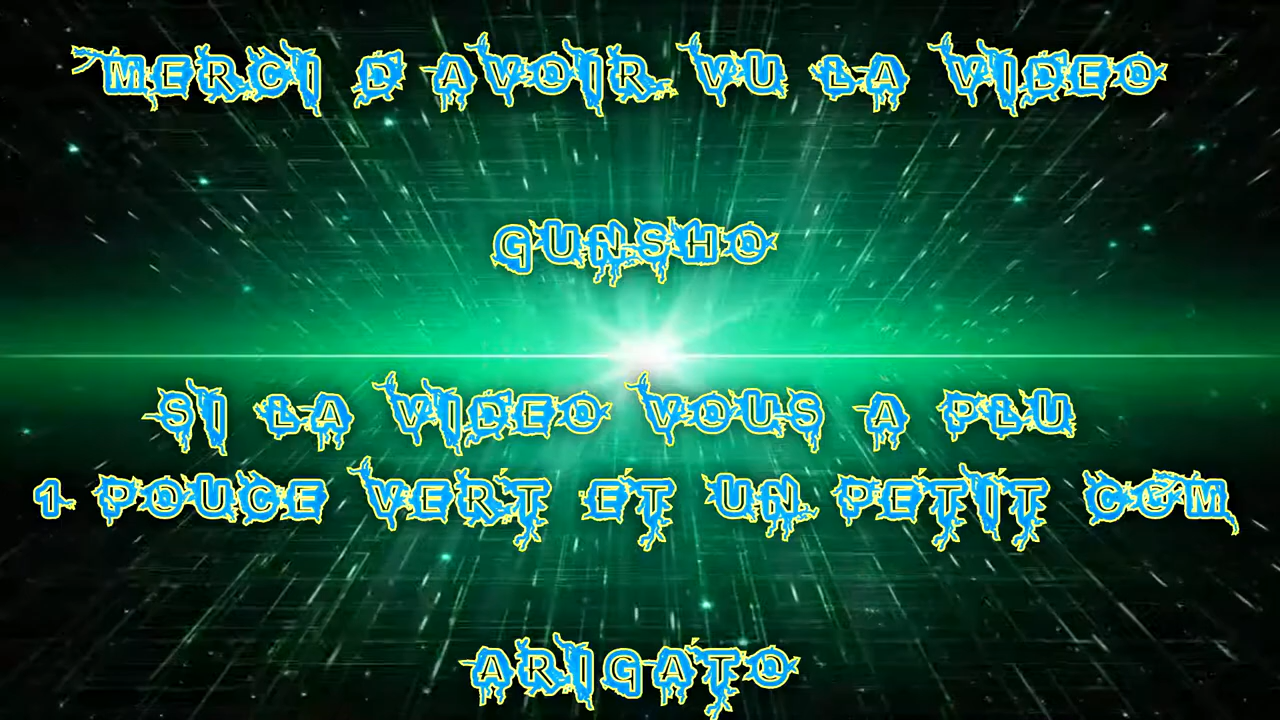 MERCI D AVOIR VU LA VIDEO
GUNSHO
SI LA VIDEO VOUS A PLU
1 POUCE VERT ET UN PETIT COM
ARIGATO